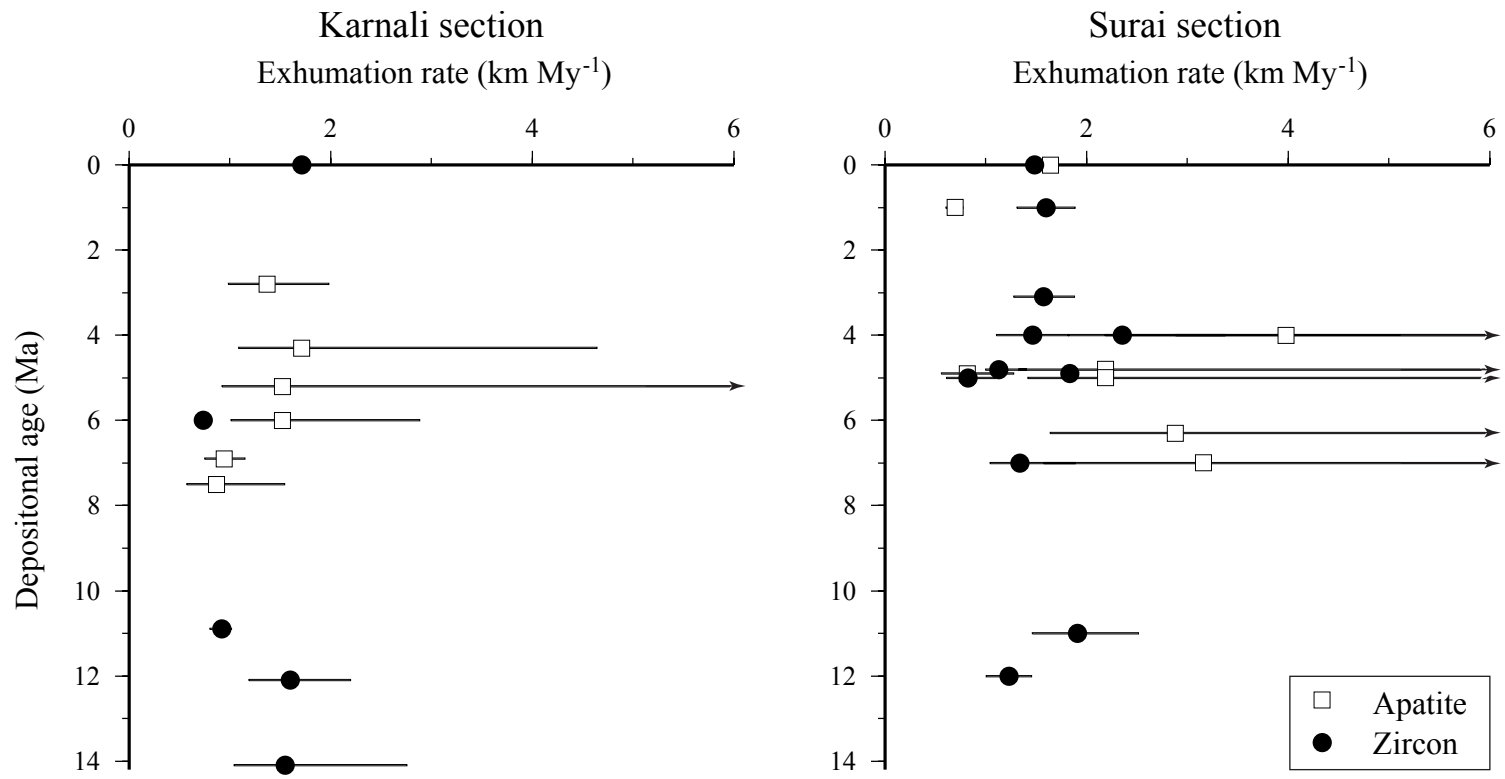 Karnali section
Exhumation rate (km My-1)
0 2 4 6
Depositonal age (Ma)
0
2
4
6
8
10
12
14
Surai section
Exhumation rate (km My-1)
0 2 4 6
0
2
4
6
8
10
12
14
Apatite
Zircon